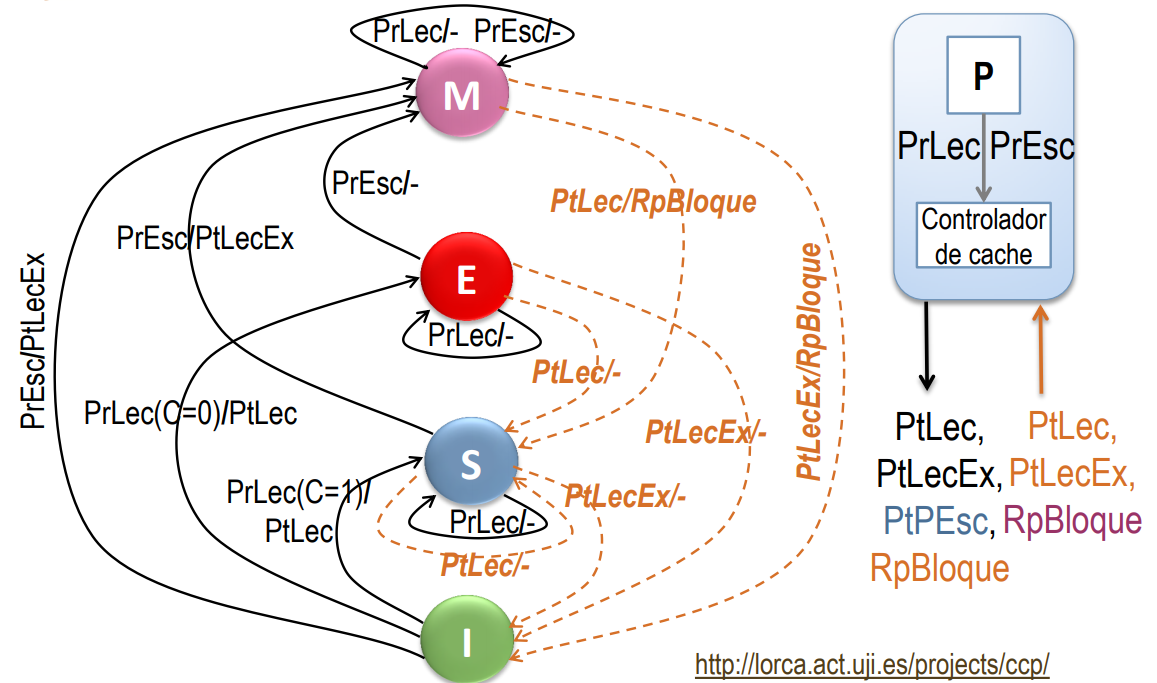 PrLec/- PrEsc/-
M
P
PrLec PrEsc
Controlador
de cache
PrEsc/-
PtLec/RpBloque
PrEsc/PtLecEx
PrEsc/PtLecEx
E
PrLec/-
PtLec/-
PtLecEx/RpBloque
PrLec(C=0)/PtLec
PtLecEx/-
S
PrLec(C=1)/
PtLec
PrLec/-
PtLecEx/-
PtLec/-
I
PtLec,
PtLecEx,
PtPEsc,
RpBloque
PtLec,
PtLecEx,
RpBloque
http://lorca.act.uji.es/projects/ccp/